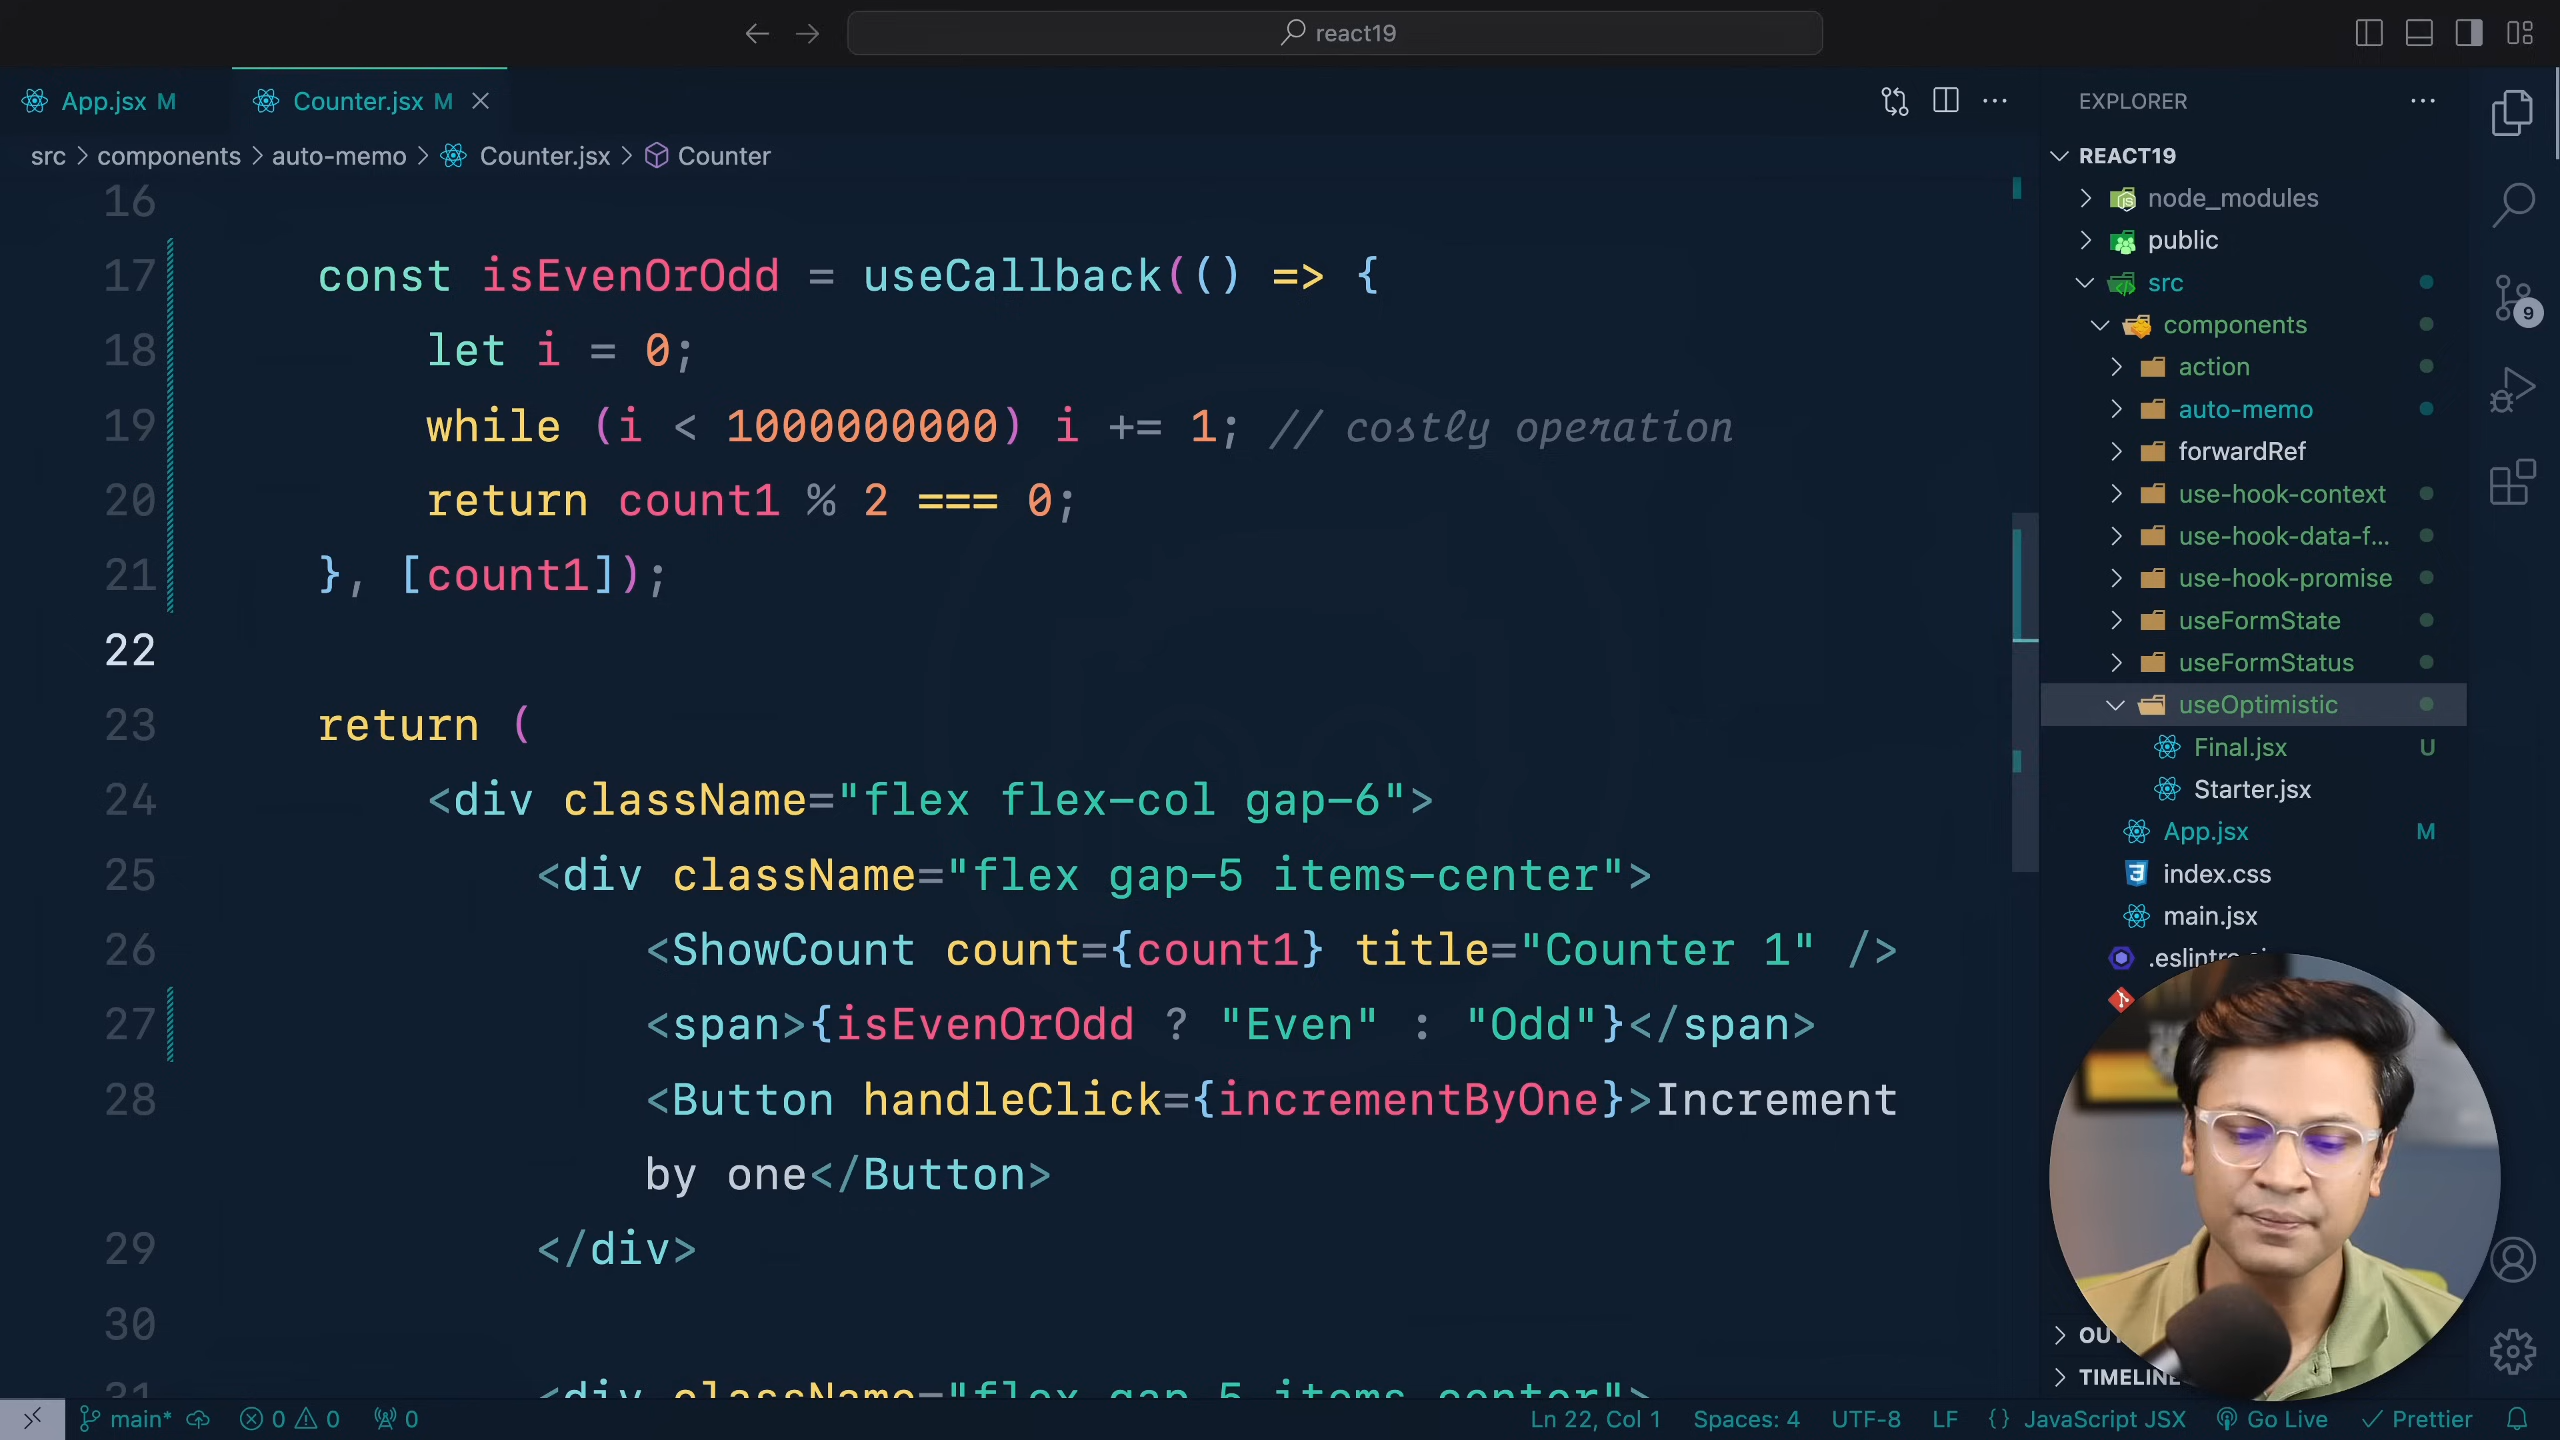 react19
App.jsx M
Counter.jsx M
src > components > auto-memo > Counter.jsx > Counter
16
17 const isEvenOrOdd = useCallback(() => {
18 let i = 0;
19 while (i < 1000000000) i += 1; // costly operation
20 return count1 % 2 === 0;
21 }, [count1]);
22
23 return (
24 <div className="flex flex-col gap-6">
25 <div className="flex gap-5 items-center">
26 <ShowCount count={count1} title="Counter 1" />
27 <span>{isEvenOrOdd ? "Even" : "Odd"}</span>
28 <Button handleClick={incrementByOne}>Increment
by one</Button>
29 </div>
30
31 <div className="flex gap-5 items-center">
EXPLORER
REACT19
node_modules
public
src
components
action
auto-memo
forwardRef
use-hook-context
use-hook-data-f...
use-hook-promise
useFormState
useFormStatus
useOptimistic
Final.jsx U
Starter.jsx
App.jsx M
index.css
main.jsx
TIMELINE
9
main* 0 0 0
Ln 22, Col 1 Spaces: 4 UTF-8 LF {} JavaScript JSX Go Live Prettier